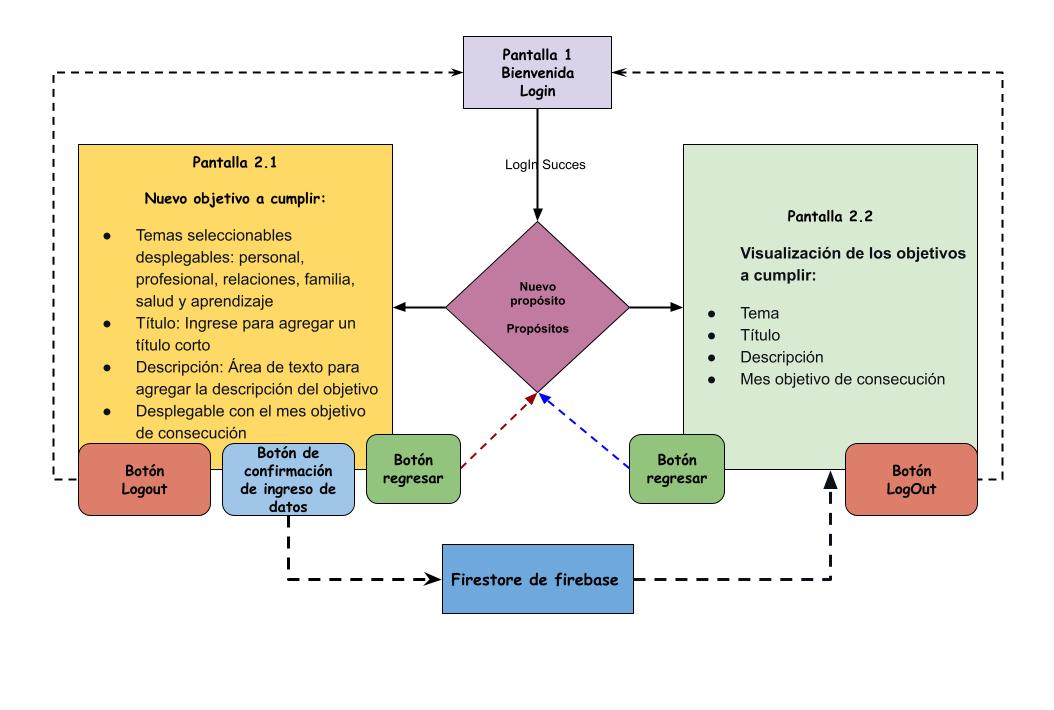 Pantalla 1
Bienvenida
Login
LogIn Succes
Pantalla 2.1
Nuevo objetivo a cumplir:
● Temas seleccionables
desplegables: personal,
profesional, relaciones, familia,
salud y aprendizaje
● Título: Ingrese para agregar un
título corto
● Descripción: Área de texto para
agregar la descripción del objetivo
● Desplegable con el mes objetivo
de consecución
Nuevo
propósito
Propósitos
Pantalla 2.2
Visualización de los objetivos
a cumplir:
● Tema
● Título
● Descripción
● Mes objetivo de consecución
Botón
Logout
Botón de
confirmación
de ingreso de
datos
Botón
regresar
Botón
regresar
Botón
LogOut
Firestore de firebase